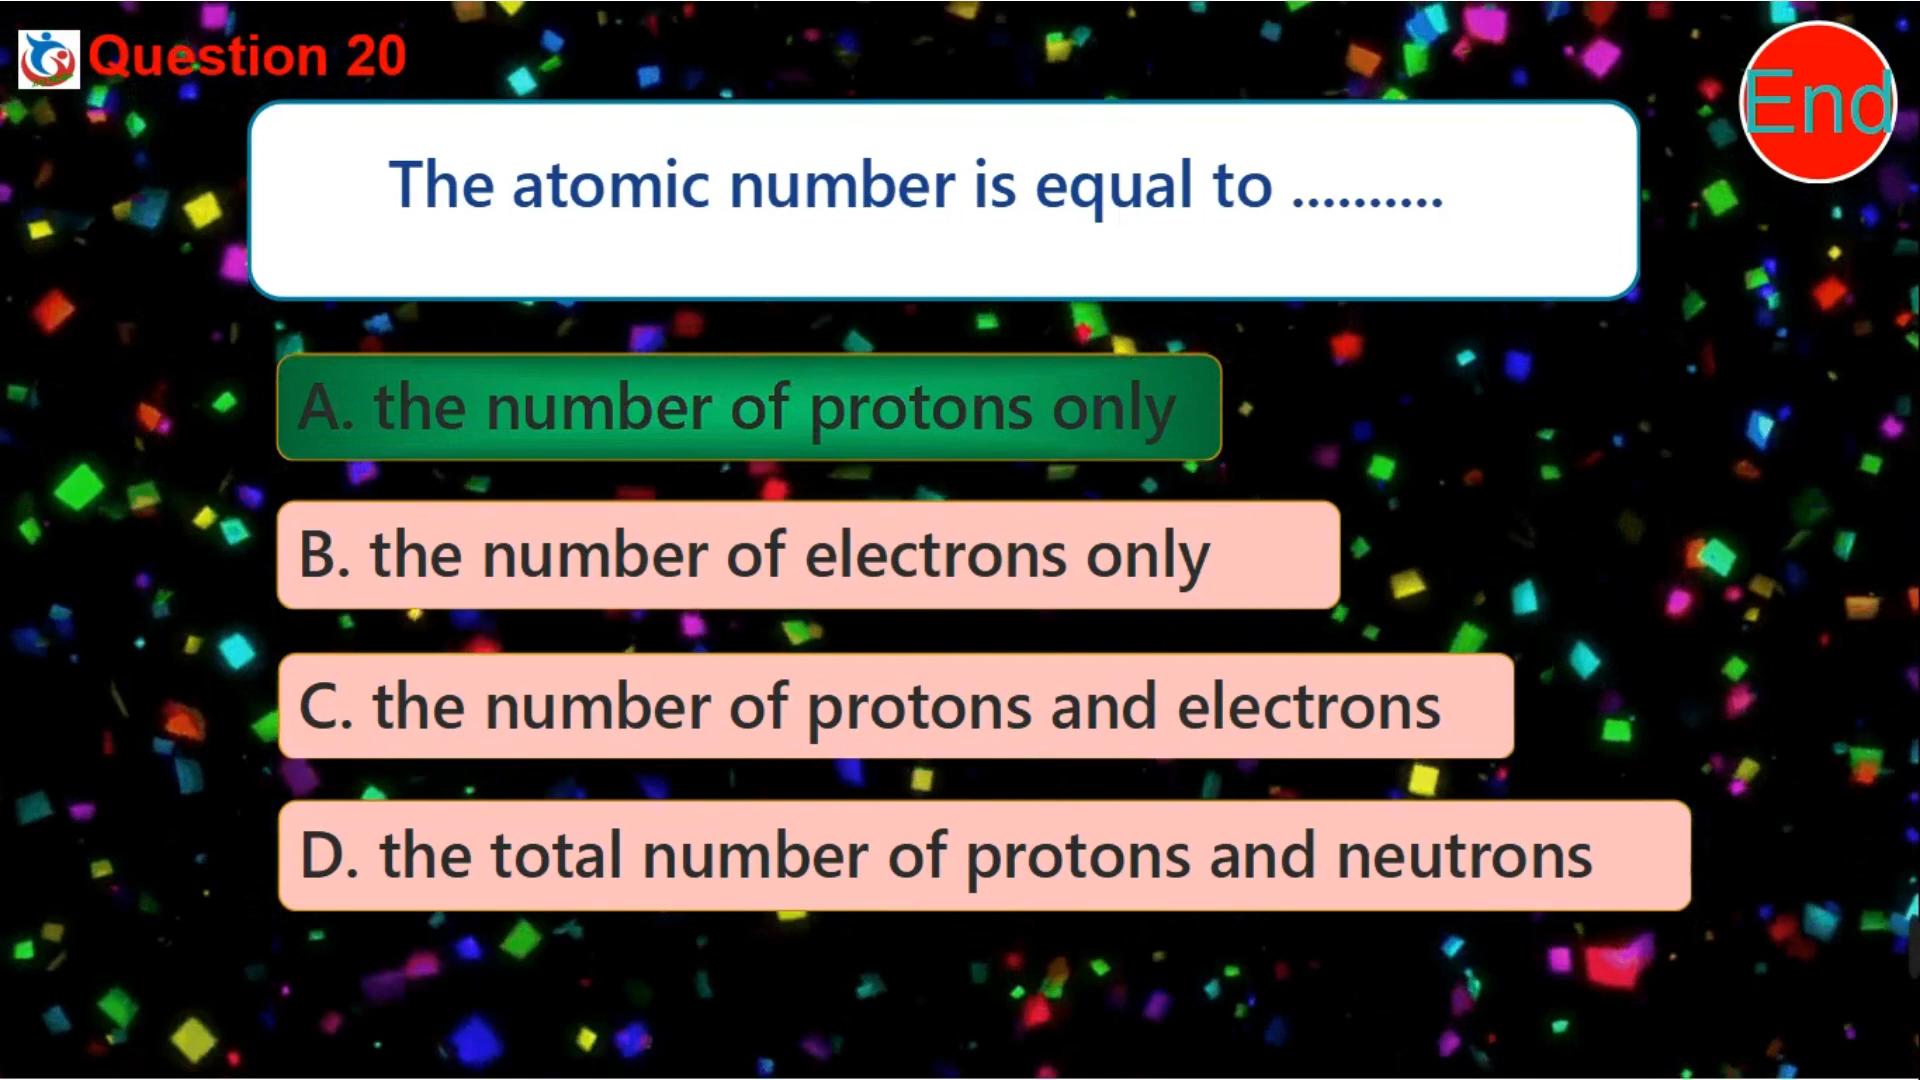 Question 20
End
The atomic number is equal to ..........
A. the number of protons only
B. the number of electrons only
C. the number of protons and electrons
D. the total number of protons and neutrons